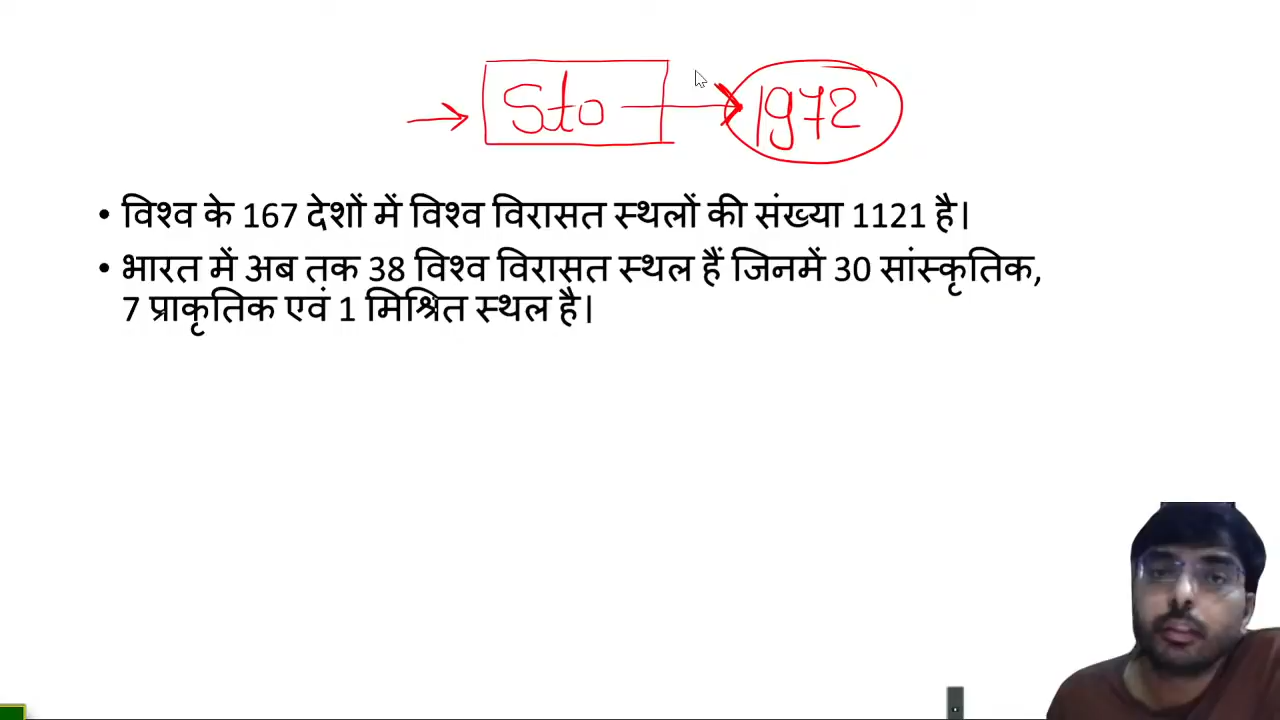 Sto 1972
• विश्व के 167 देशों में विश्व विरासत स्थलों की संख्या 1121 है।
• भारत में अब तक 38 विश्व विरासत स्थल हैं जिनमें 30 सांस्कृतिक,
7 प्राकृतिक एवं 1 मिश्रित स्थल है।